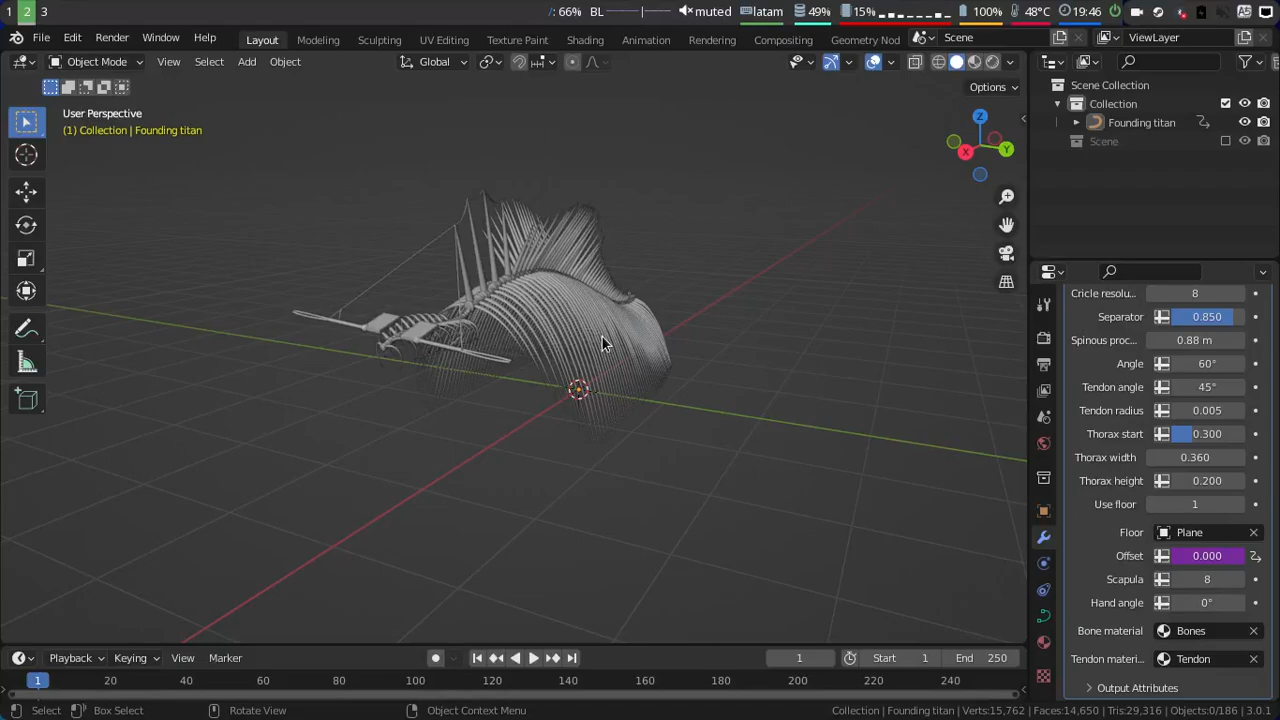 1 2 3 /: 66% BL muted latam 49% 15% 100% 48°C 19:46
File Edit Render Window Help Layout Modeling Sculpting UV Editing Texture Paint Shading Animation Rendering Compositing Geometry Nod Scene ViewLayer
Object Mode View Select Add Object Global
Options
User Perspective
(1) Collection | Founding titan
Z
X Y
Scene Collection
Collection
Founding titan
Scene
Cricle resolu... 8
Separator 0.850
Spinous proc... 0.88 m
Angle 60°
Tendon angle 45°
Tendon radius 0.005
Thorax start 0.300
Thorax width 0.360
Thorax height 0.200
Use floor 1
Floor Plane
Offset 0.000
Scapula 8
Hand angle 0°
Bone material Bones
Tendon materi... Tendon
Output Attributes
Playback Keying View Marker 1 Start 1 End 250
1 20 40 60 80 100 120 140 160 180 200 220 240
Select Box Select Rotate View Object Context Menu Collection | Founding titan | Verts:15,762 | Faces:14,650 | Tris:29,316 | Objects:0/186 | 3.0.1